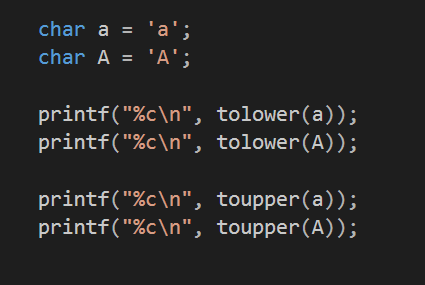 char a = 'a';
char A = 'A';
printf("%c\n", tolower(a));
printf("%c\n", tolower(A));
printf("%c\n", toupper(a));
printf("%c\n", toupper(A));